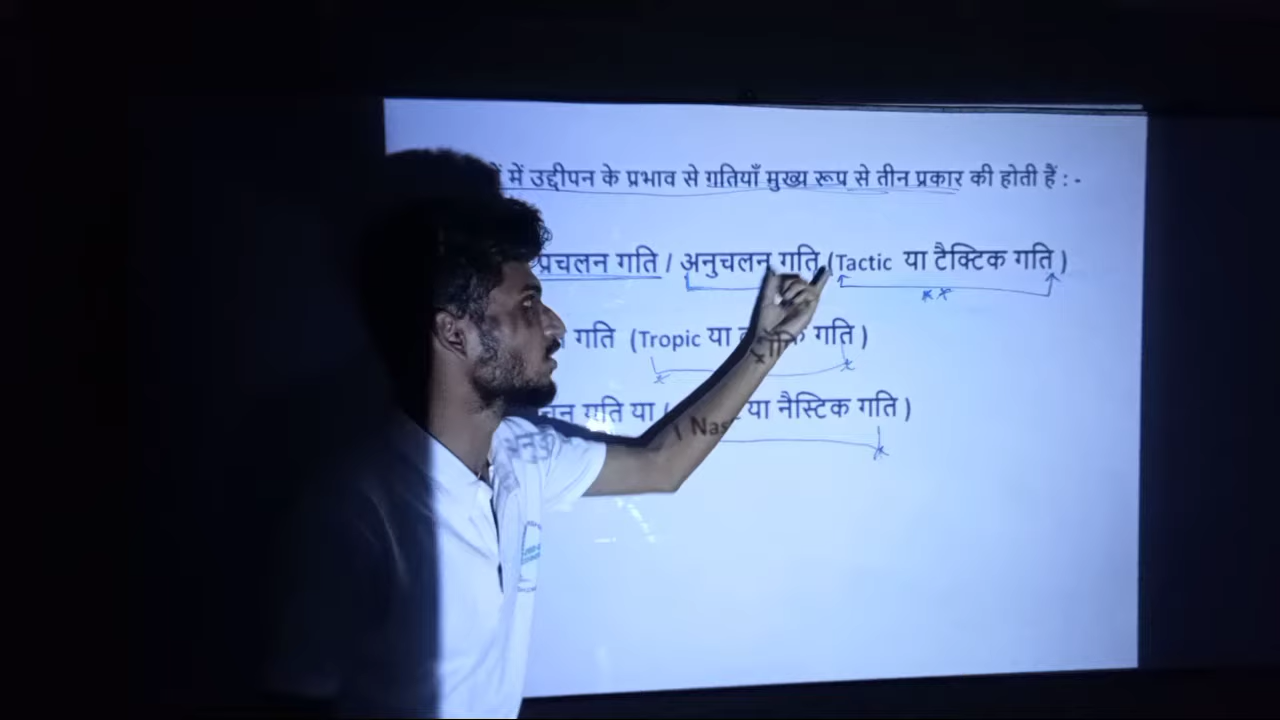 में उद्दीपन के प्रभाव से गतियाँ मुख्य रूप से तीन प्रकार की होती हैं : -
प्रचलन गति / अनुचलन गति (Tactic या टैक्टिक गति )
गति (Tropic या गति )
गति या ( या नैस्टिक गति )